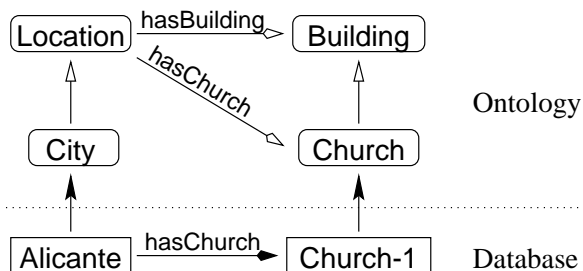 Location hasBuilding Building
hasChurch
Ontology
City Church
Alicante hasChurch Church-1 Database